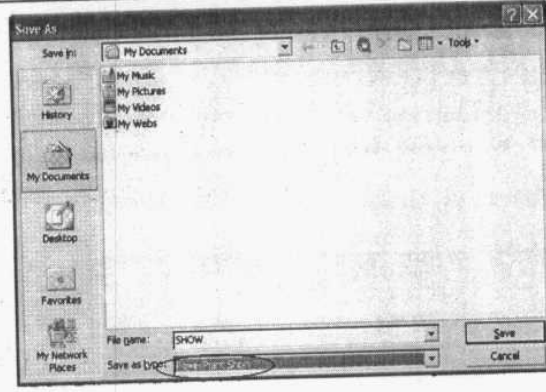 Save As
Save in: My Documents Tools
My Music
My Pictures
My Videos
My Webs
History
My Documents
Desktop
Favorites
My Network Places
File name: SHOW Save
Save as type: Cancel